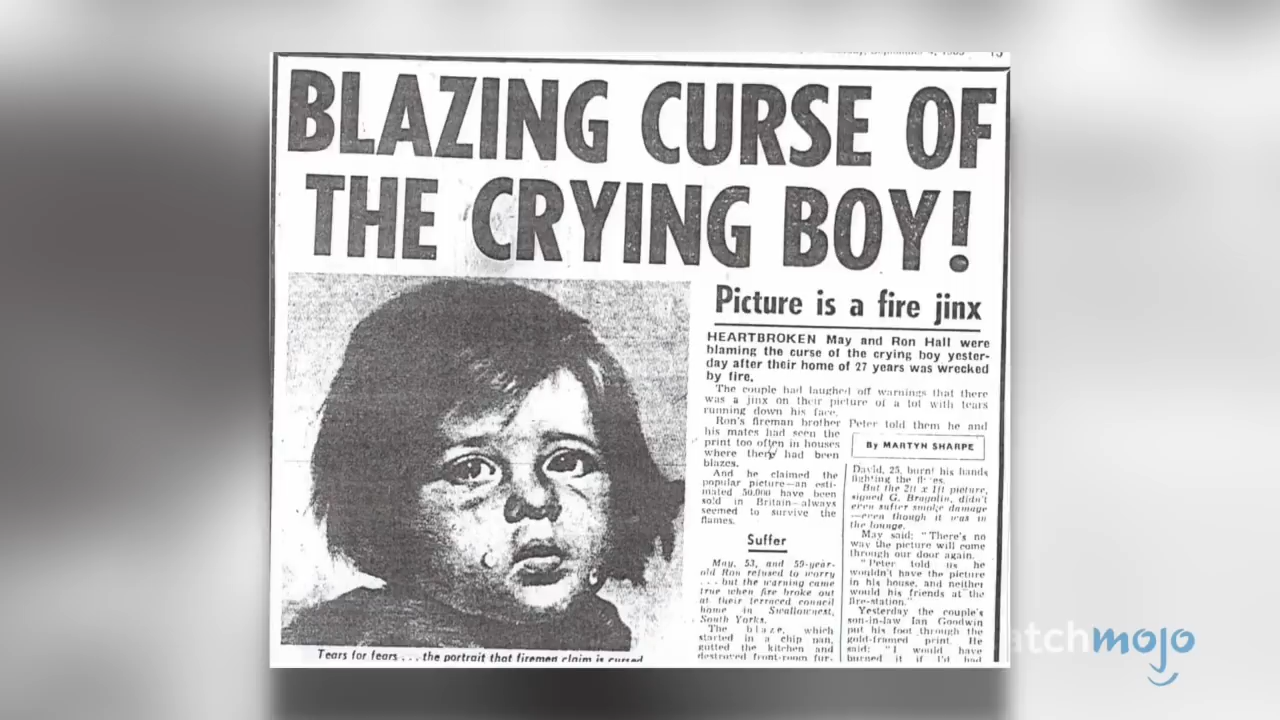 BLAZING CURSE OF
THE CRYING BOY!
Picture is a fire jinx
HEARTBROKEN May and Ron Hall were
blaming the curse of the crying boy yester-
day after their home of 27 years was wrecked
by fire.
The couple had laughed off warnings that there
was a jinx on their picture of a tot with tears
running down his face.
Ron's fireman brother
his mates had seen the
print too often in houses
where there had been
blazes.
And he claimed the
popular picture—an esti-
mated 50,000 have been
sold in Britain—always
seemed to survive the
flames.
Suffer
May, 53, and 59-year-
old Ron refused to worry
... but the warning came
true when fire broke out
at their terraced council
home in Swallownest,
South Yorks.
The blaze, which
started in a chip pan,
gutted the kitchen and
destroyed front-room fur-
Peter told them he and
By MARTYN SHARPE
David, 25, burnt his hands
fighting the
But the 2ft x 1ft picture,
signed G. Bragolin, didn't
even suffer smoke damage
—even though it was in
the lounge.
May said: "There's no
way the picture will come
through our door again.
"Peter told us he
wouldn't have the picture
in his house, and neither
would his friends at the
fire-station."
Yesterday the couple's
son-in-law Ian Goodwin
put his foot through the
gold-framed print. He
said: "I would have
burned it if I'd had
Tears for fears ... the portrait that firemen claim is cursed
atchmojo